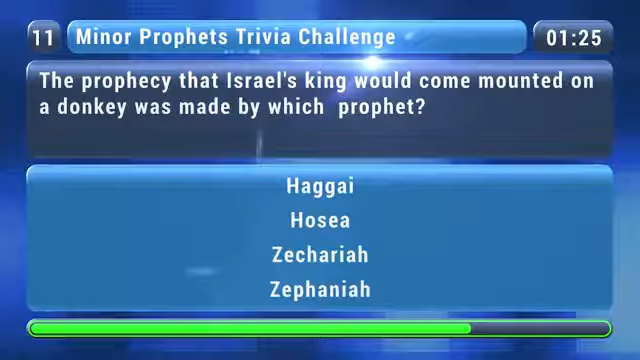 11
Minor Prophets Trivia Challenge
01:25
The prophecy that Israel's king would come mounted on
a donkey was made by which prophet?
Haggai
Hosea
Zechariah
Zephaniah